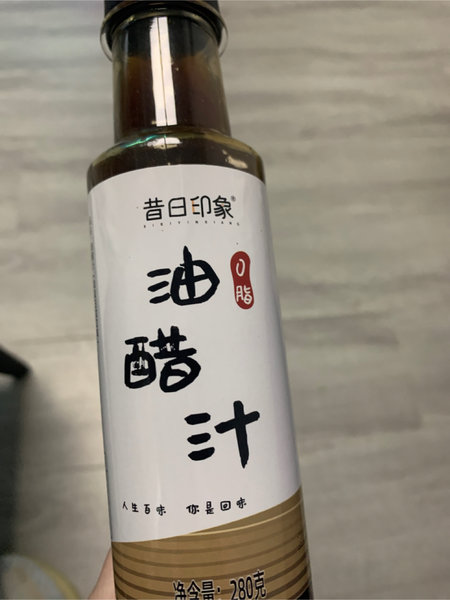 昔日印象®
XIRIYINXIANG
0脂
油
醋
汁
人生百味 你是回味
净含量：280克